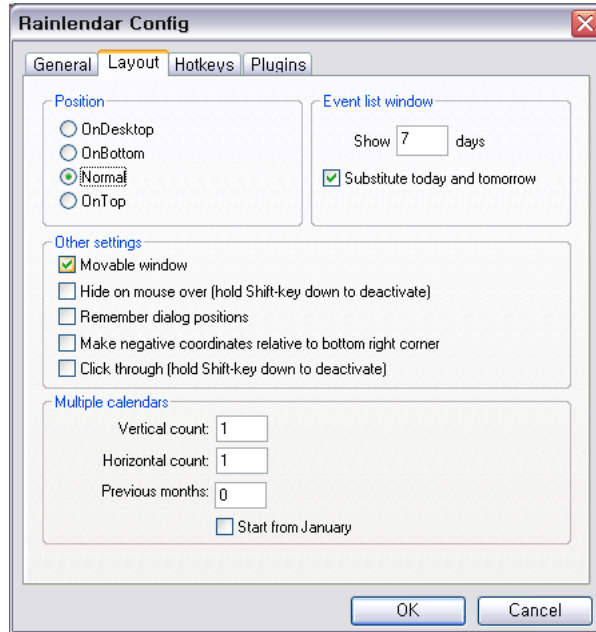 Rainlendar Config
General Layout Hotkeys Plugins
Position
OnDesktop
OnBottom
Normal
OnTop
Event list window
Show 7 days
Substitute today and tomorrow
Other settings
Movable window
Hide on mouse over (hold Shift-key down to deactivate)
Remember dialog positions
Make negative coordinates relative to bottom right corner
Click through (hold Shift-key down to deactivate)
Multiple calendars
Vertical count: 1
Horizontal count: 1
Previous months: 0
Start from January
OK Cancel